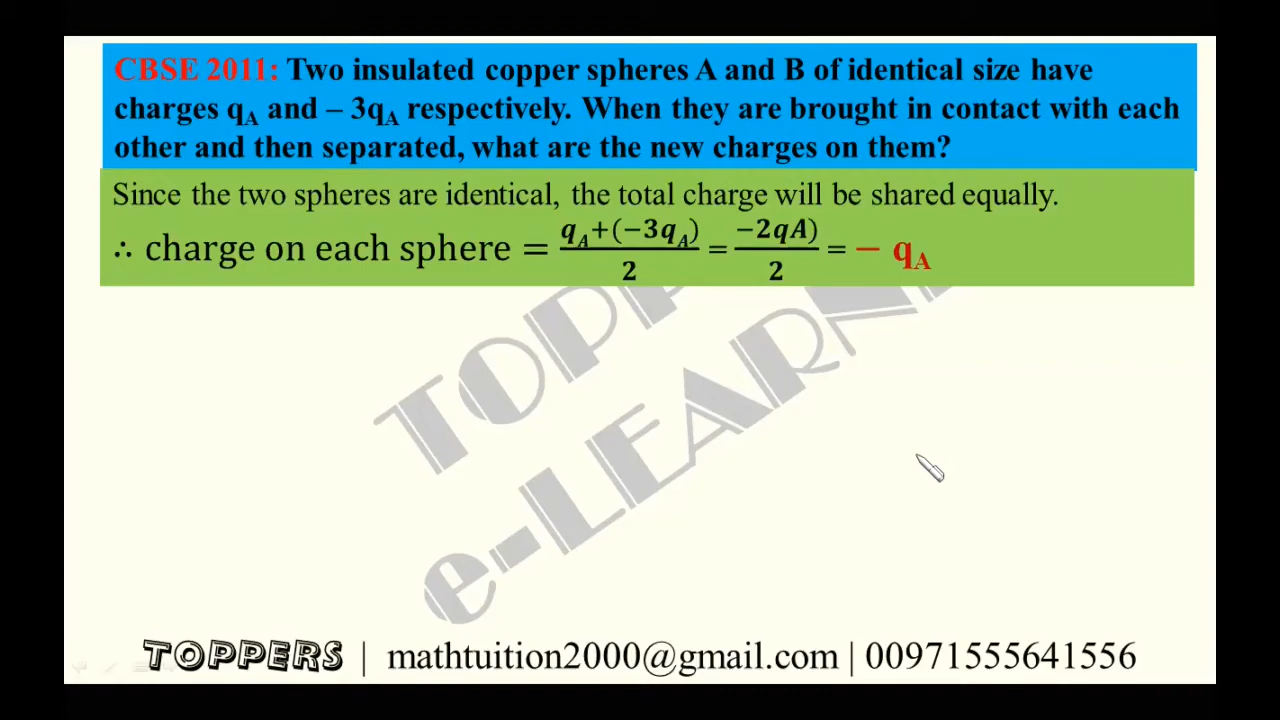 CBSE 2011: Two insulated copper spheres A and B of identical size have
charges qA and – 3qA respectively. When they are brought in contact with each
other and then separated, what are the new charges on them?
Since the two spheres are identical, the total charge will be shared equally.
∴ charge on each sphere = qA+(−3qA)/2 = −2qA)/2 = − qA
TOPP
e-LEARN
TOPPERS | mathtuition2000@gmail.com | 00971555641556